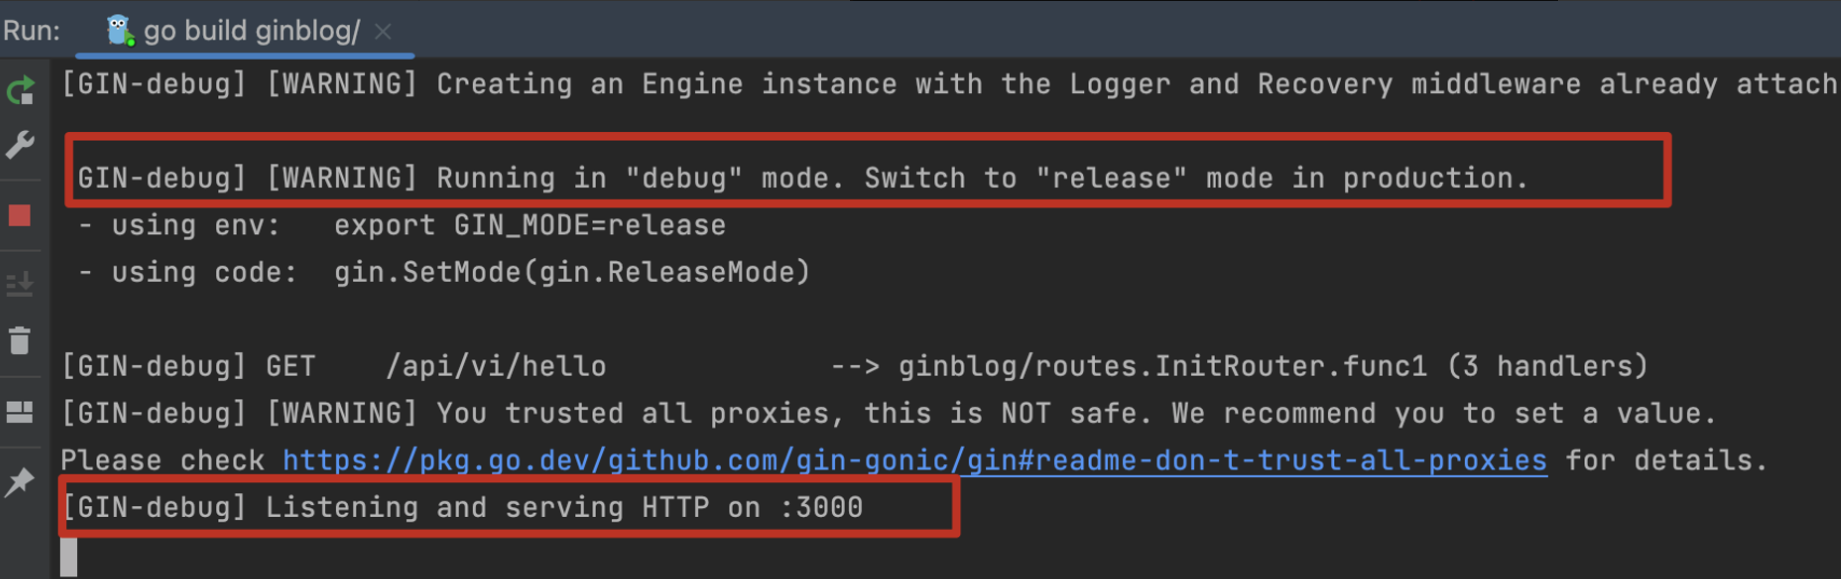 Run: go build ginblog/
[GIN-debug] [WARNING] Creating an Engine instance with the Logger and Recovery middleware already attach
GIN-debug] [WARNING] Running in "debug" mode. Switch to "release" mode in production.
- using env:   export GIN_MODE=release
- using code:  gin.SetMode(gin.ReleaseMode)
[GIN-debug] GET    /api/vi/hello             --> ginblog/routes.InitRouter.func1 (3 handlers)
[GIN-debug] [WARNING] You trusted all proxies, this is NOT safe. We recommend you to set a value.
Please check https://pkg.go.dev/github.com/gin-gonic/gin#readme-don-t-trust-all-proxies for details.
[GIN-debug] Listening and serving HTTP on :3000